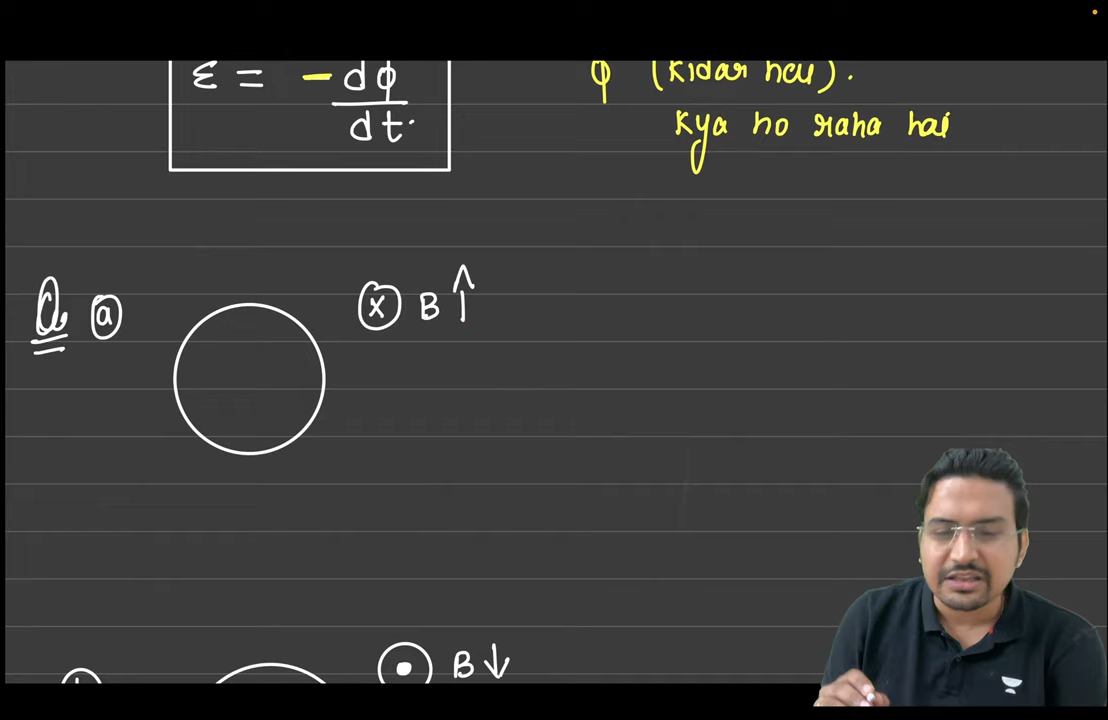 ε = - dφ/dt
φ (kidar hai).
kya ho raha hai
Q a ⊗ B ↑
⊙ B ↓